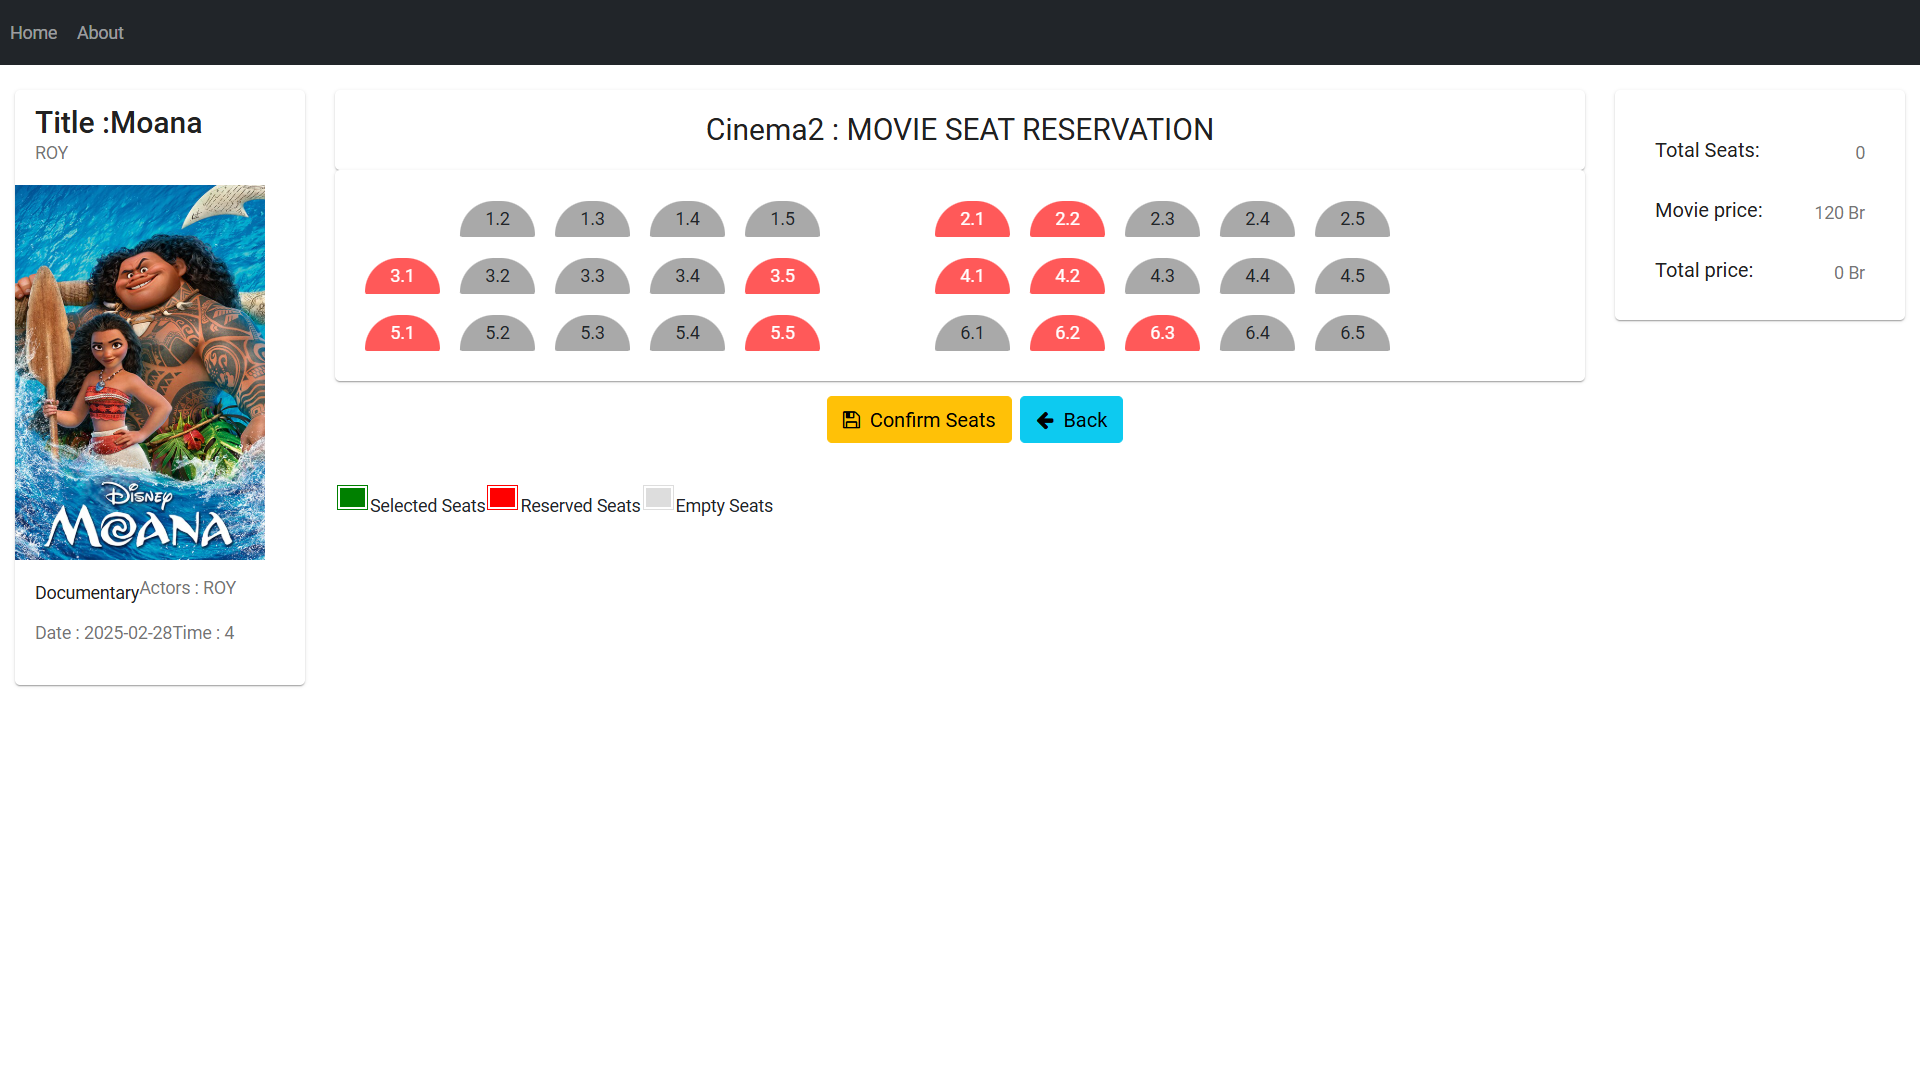 Home About
Title :Moana
ROY
DISNEY
MOANA
Documentary Actors : ROY
Date : 2025-02-28Time : 4
Cinema2 : MOVIE SEAT RESERVATION
1.2 1.3 1.4 1.5 2.1 2.2 2.3 2.4 2.5
3.1 3.2 3.3 3.4 3.5 4.1 4.2 4.3 4.4 4.5
5.1 5.2 5.3 5.4 5.5 6.1 6.2 6.3 6.4 6.5
Confirm Seats Back
Selected Seats Reserved Seats Empty Seats
Total Seats: 0
Movie price: 120 Br
Total price: 0 Br